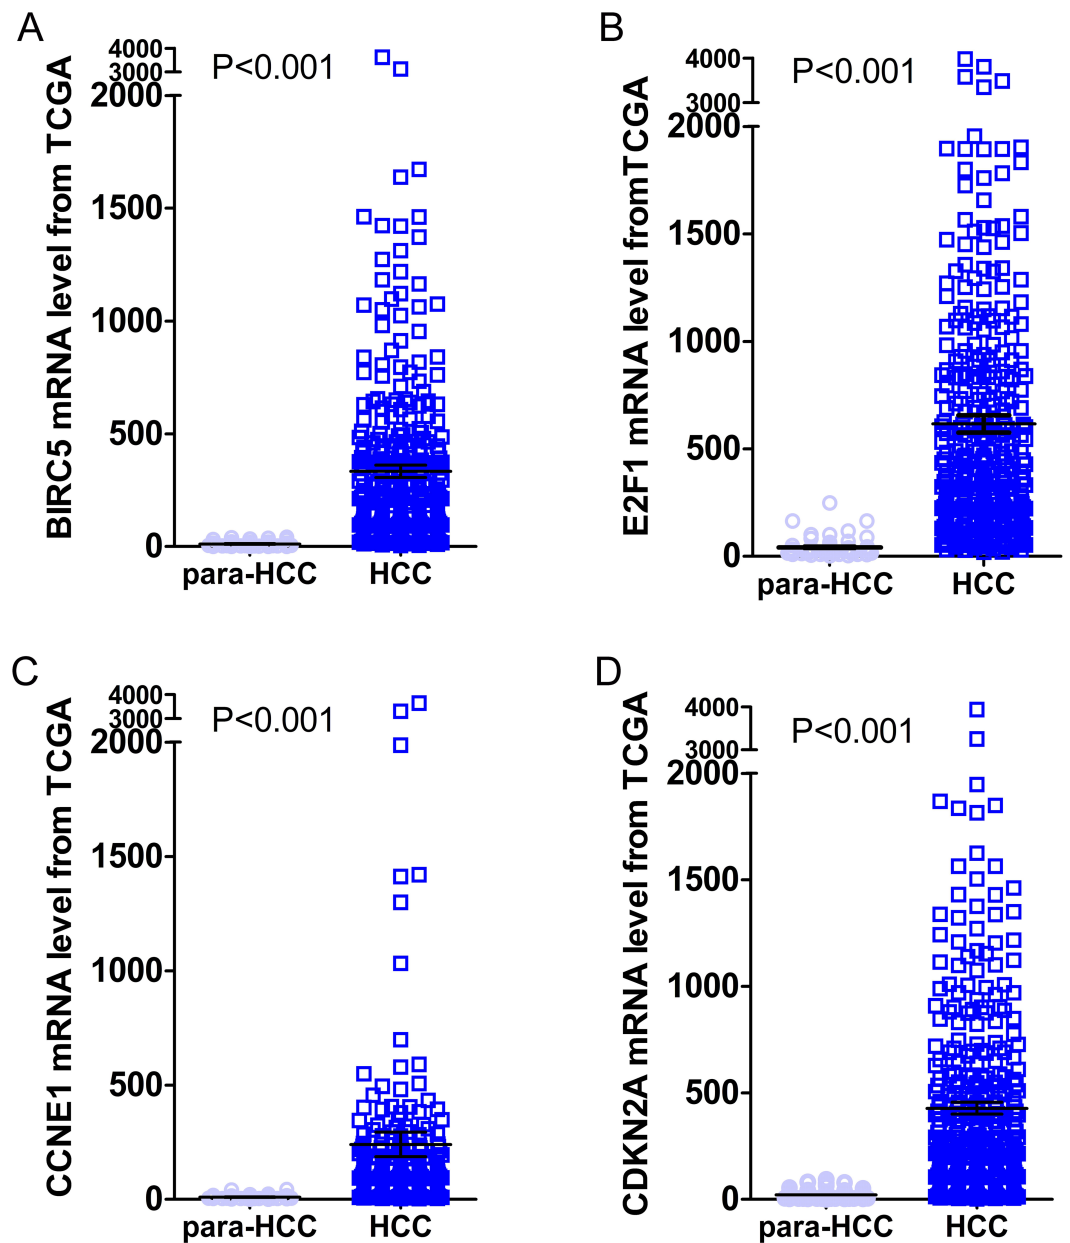 A
BIRC5 mRNA level from TCGA
4000
3000
2000
1500
1000
500
0
P<0.001
para-HCC
HCC
B
E2F1 mRNA level fromTCGA
4000
3000
2000
1500
1000
500
0
P<0.001
para-HCC
HCC
C
CCNE1 mRNA level from TCGA
4000
3000
2000
1500
1000
500
0
P<0.001
para-HCC
HCC
D
CDKN2A mRNA level from TCGA
4000
3000
2000
1500
1000
500
0
P<0.001
para-HCC
HCC